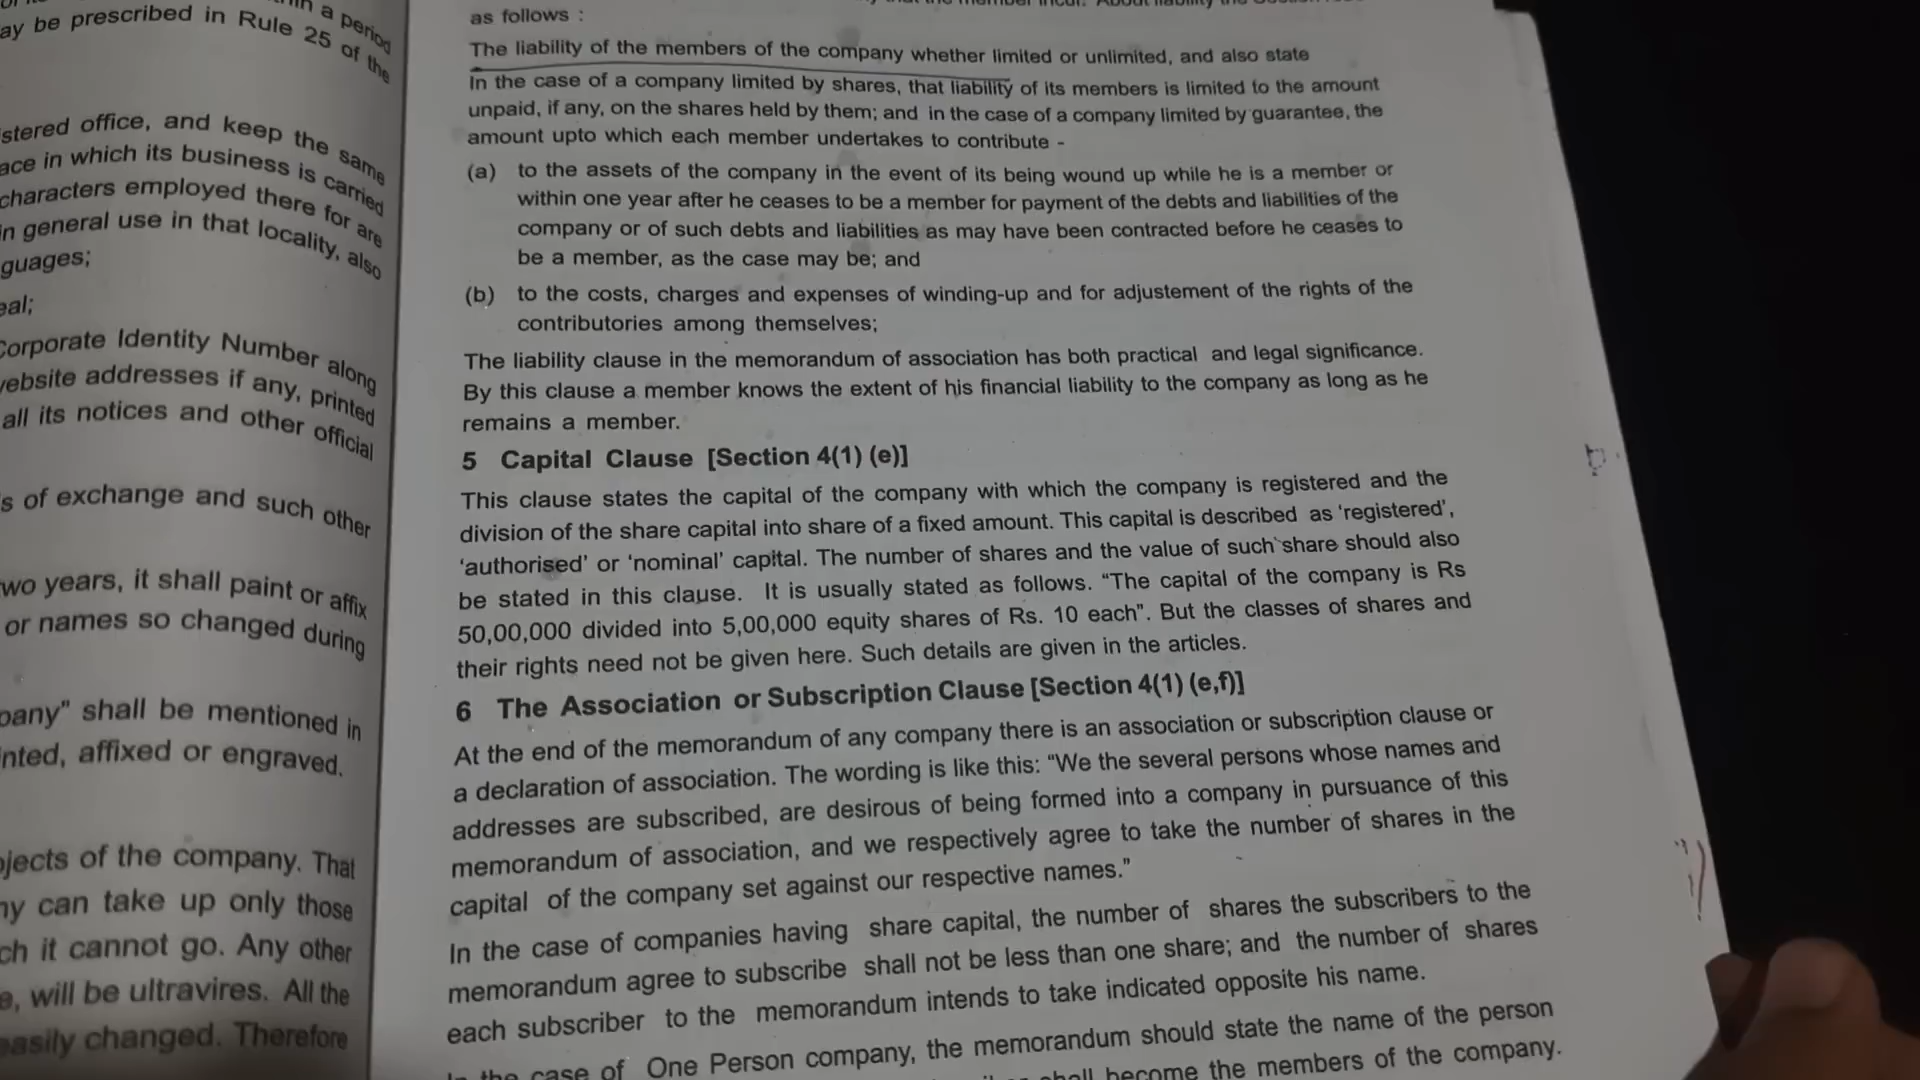 n a period
ay be prescribed in Rule 25 of the
stered office, and keep the same
ace in which its business is carried
characters employed there for are
n general use in that locality, also
guages;
eal;
Corporate Identity Number along
website addresses if any, printed
all its notices and other official
s of exchange and such other
wo years, it shall paint or affix
or names so changed during
pany" shall be mentioned in
nted, affixed or engraved.
ojects of the company. That
ny can take up only those
ch it cannot go. Any other
e, will be ultravires. All the
easily changed. Therefore
as follows :
The liability of the members of the company whether limited or unlimited, and also state
In the case of a company limited by shares, that liability of its members is limited to the amount
unpaid, if any, on the shares held by them; and in the case of a company limited by guarantee, the
amount upto which each member undertakes to contribute -
(a) to the assets of the company in the event of its being wound up while he is a member or
within one year after he ceases to be a member for payment of the debts and liabilities of the
company or of such debts and liabilities as may have been contracted before he ceases to
be a member, as the case may be; and
(b) to the costs, charges and expenses of winding-up and for adjustement of the rights of the
contributories among themselves;
The liability clause in the memorandum of association has both practical and legal significance.
By this clause a member knows the extent of his financial liability to the company as long as he
remains a member.
5 Capital Clause [Section 4(1) (e)]
This clause states the capital of the company with which the company is registered and the
division of the share capital into share of a fixed amount. This capital is described as ‘registered’,
‘authorised’ or ‘nominal’ capital. The number of shares and the value of such share should also
be stated in this clause. It is usually stated as follows. “The capital of the company is Rs
50,00,000 divided into 5,00,000 equity shares of Rs. 10 each”. But the classes of shares and
their rights need not be given here. Such details are given in the articles.
6 The Association or Subscription Clause [Section 4(1) (e,f)]
At the end of the memorandum of any company there is an association or subscription clause or
a declaration of association. The wording is like this: “We the several persons whose names and
addresses are subscribed, are desirous of being formed into a company in pursuance of this
memorandum of association, and we respectively agree to take the number of shares in the
capital of the company set against our respective names.”
In the case of companies having share capital, the number of shares the subscribers to the
memorandum agree to subscribe shall not be less than one share; and the number of shares
each subscriber to the memorandum intends to take indicated opposite his name.
In the case of One Person company, the memorandum should state the name of the person
shall become the members of the company.